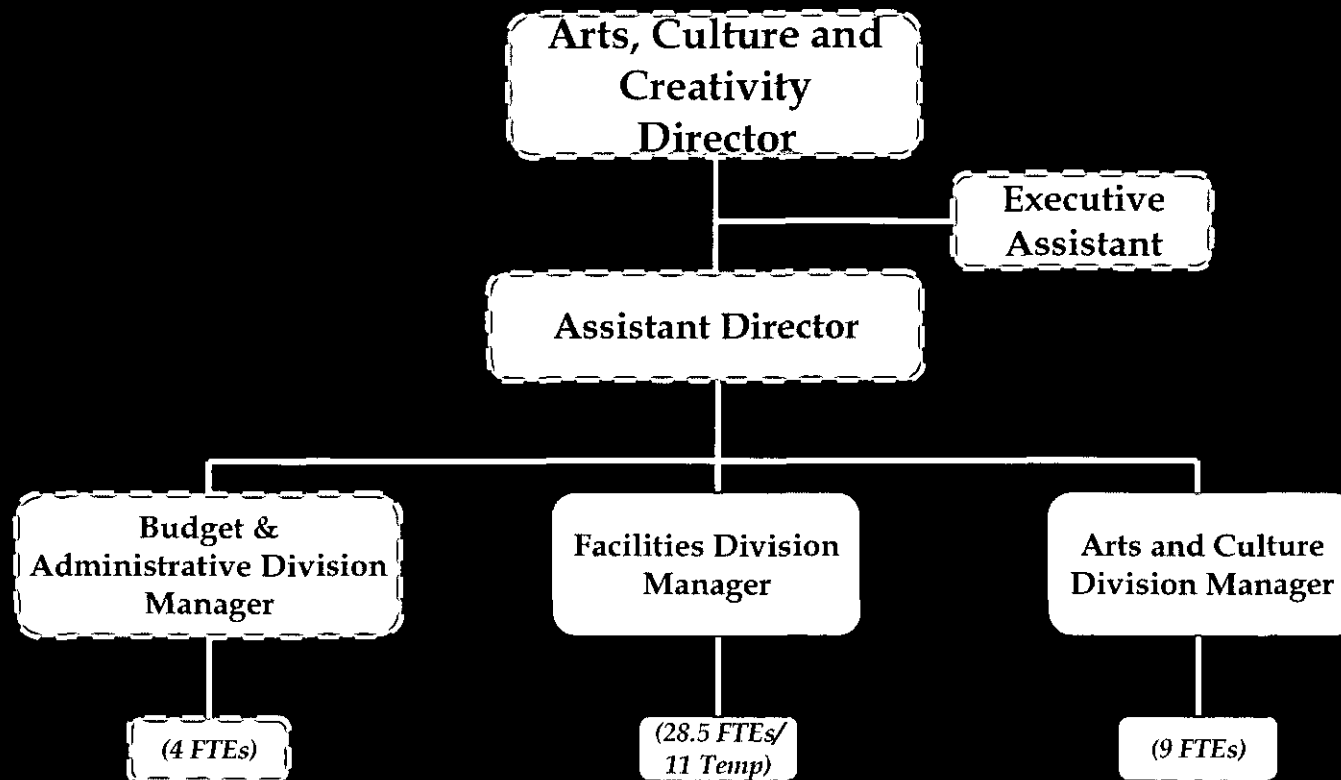 Arts, Culture and
Creativity
Director
Executive
Assistant
Assistant Director
Budget &
Administrative Division
Manager
Facilities Division
Manager
Arts and Culture
Division Manager
(4 FTEs)
(28.5 FTEs/
11 Temp)
(9 FTEs)